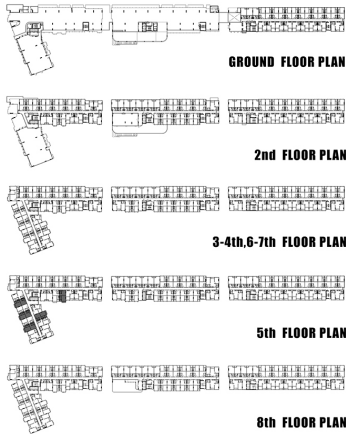 GROUND FLOOR PLAN
2nd FLOOR PLAN
3-4th,6-7th FLOOR PLAN
5th FLOOR PLAN
8th FLOOR PLAN